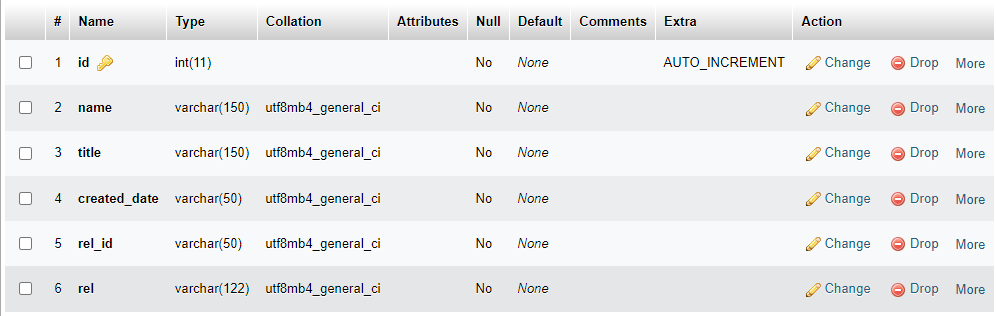 # Name Type Collation Attributes Null Default Comments Extra Action
1 id int(11) No None AUTO_INCREMENT Change Drop More
2 name varchar(150) utf8mb4_general_ci No None Change Drop More
3 title varchar(150) utf8mb4_general_ci No None Change Drop More
4 created_date varchar(50) utf8mb4_general_ci No None Change Drop More
5 rel_id varchar(50) utf8mb4_general_ci No None Change Drop More
6 rel varchar(122) utf8mb4_general_ci No None Change Drop More